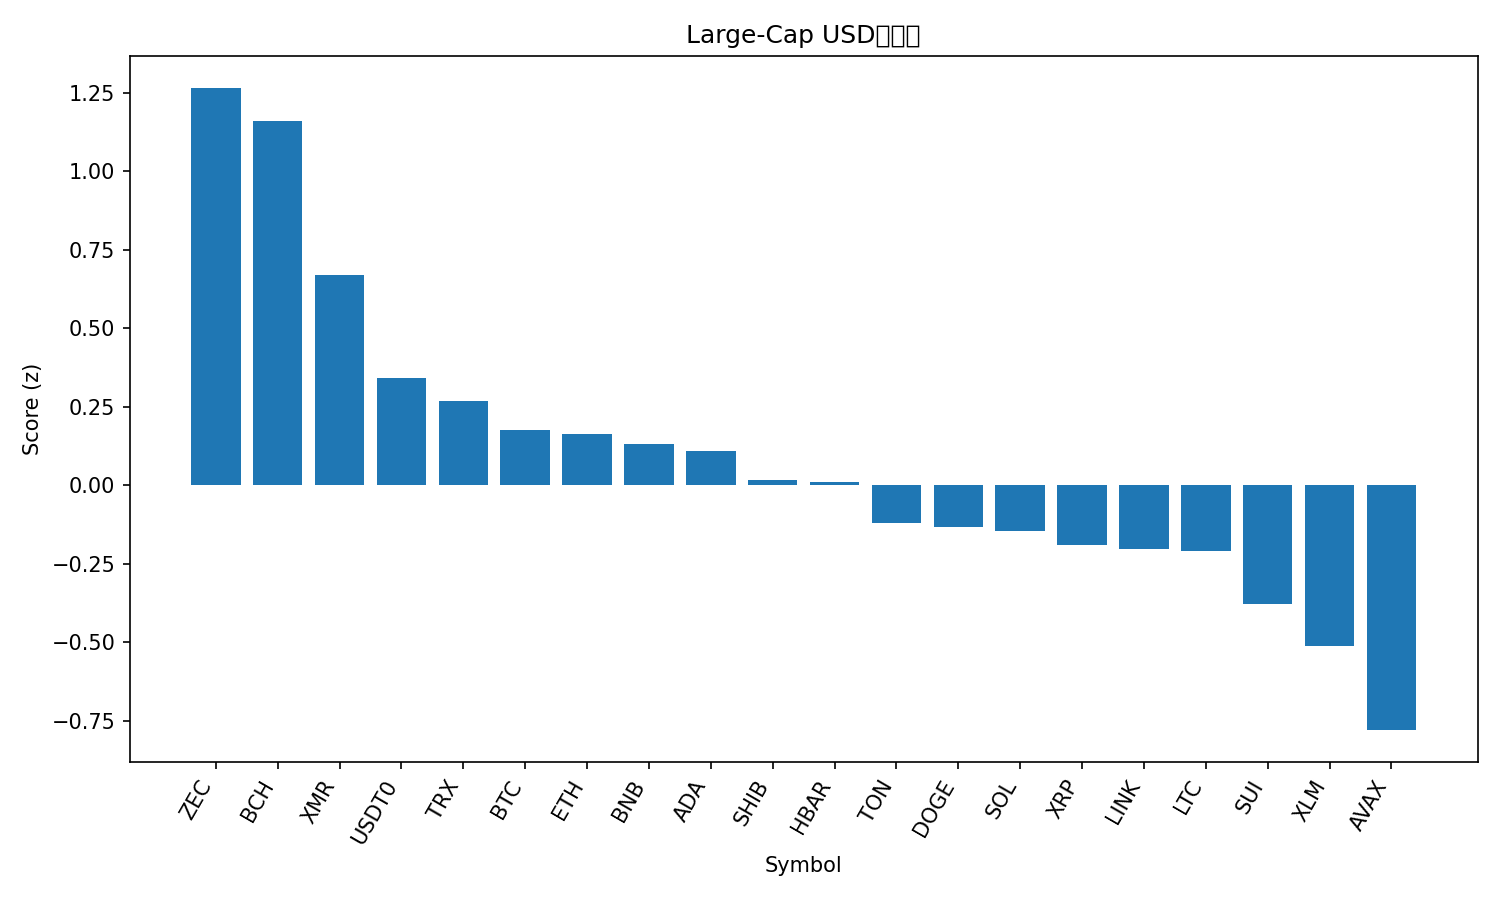 Large-Cap USD
1.25
1.00
0.75
0.50
0.25
0.00
−0.25
−0.50
−0.75
Score (z)
ZEC
BCH
XMR
USDT0
TRX
BTC
ETH
BNB
ADA
SHIB
HBAR
TON
DOGE
SOL
XRP
LINK
LTC
SUI
XLM
AVAX
Symbol